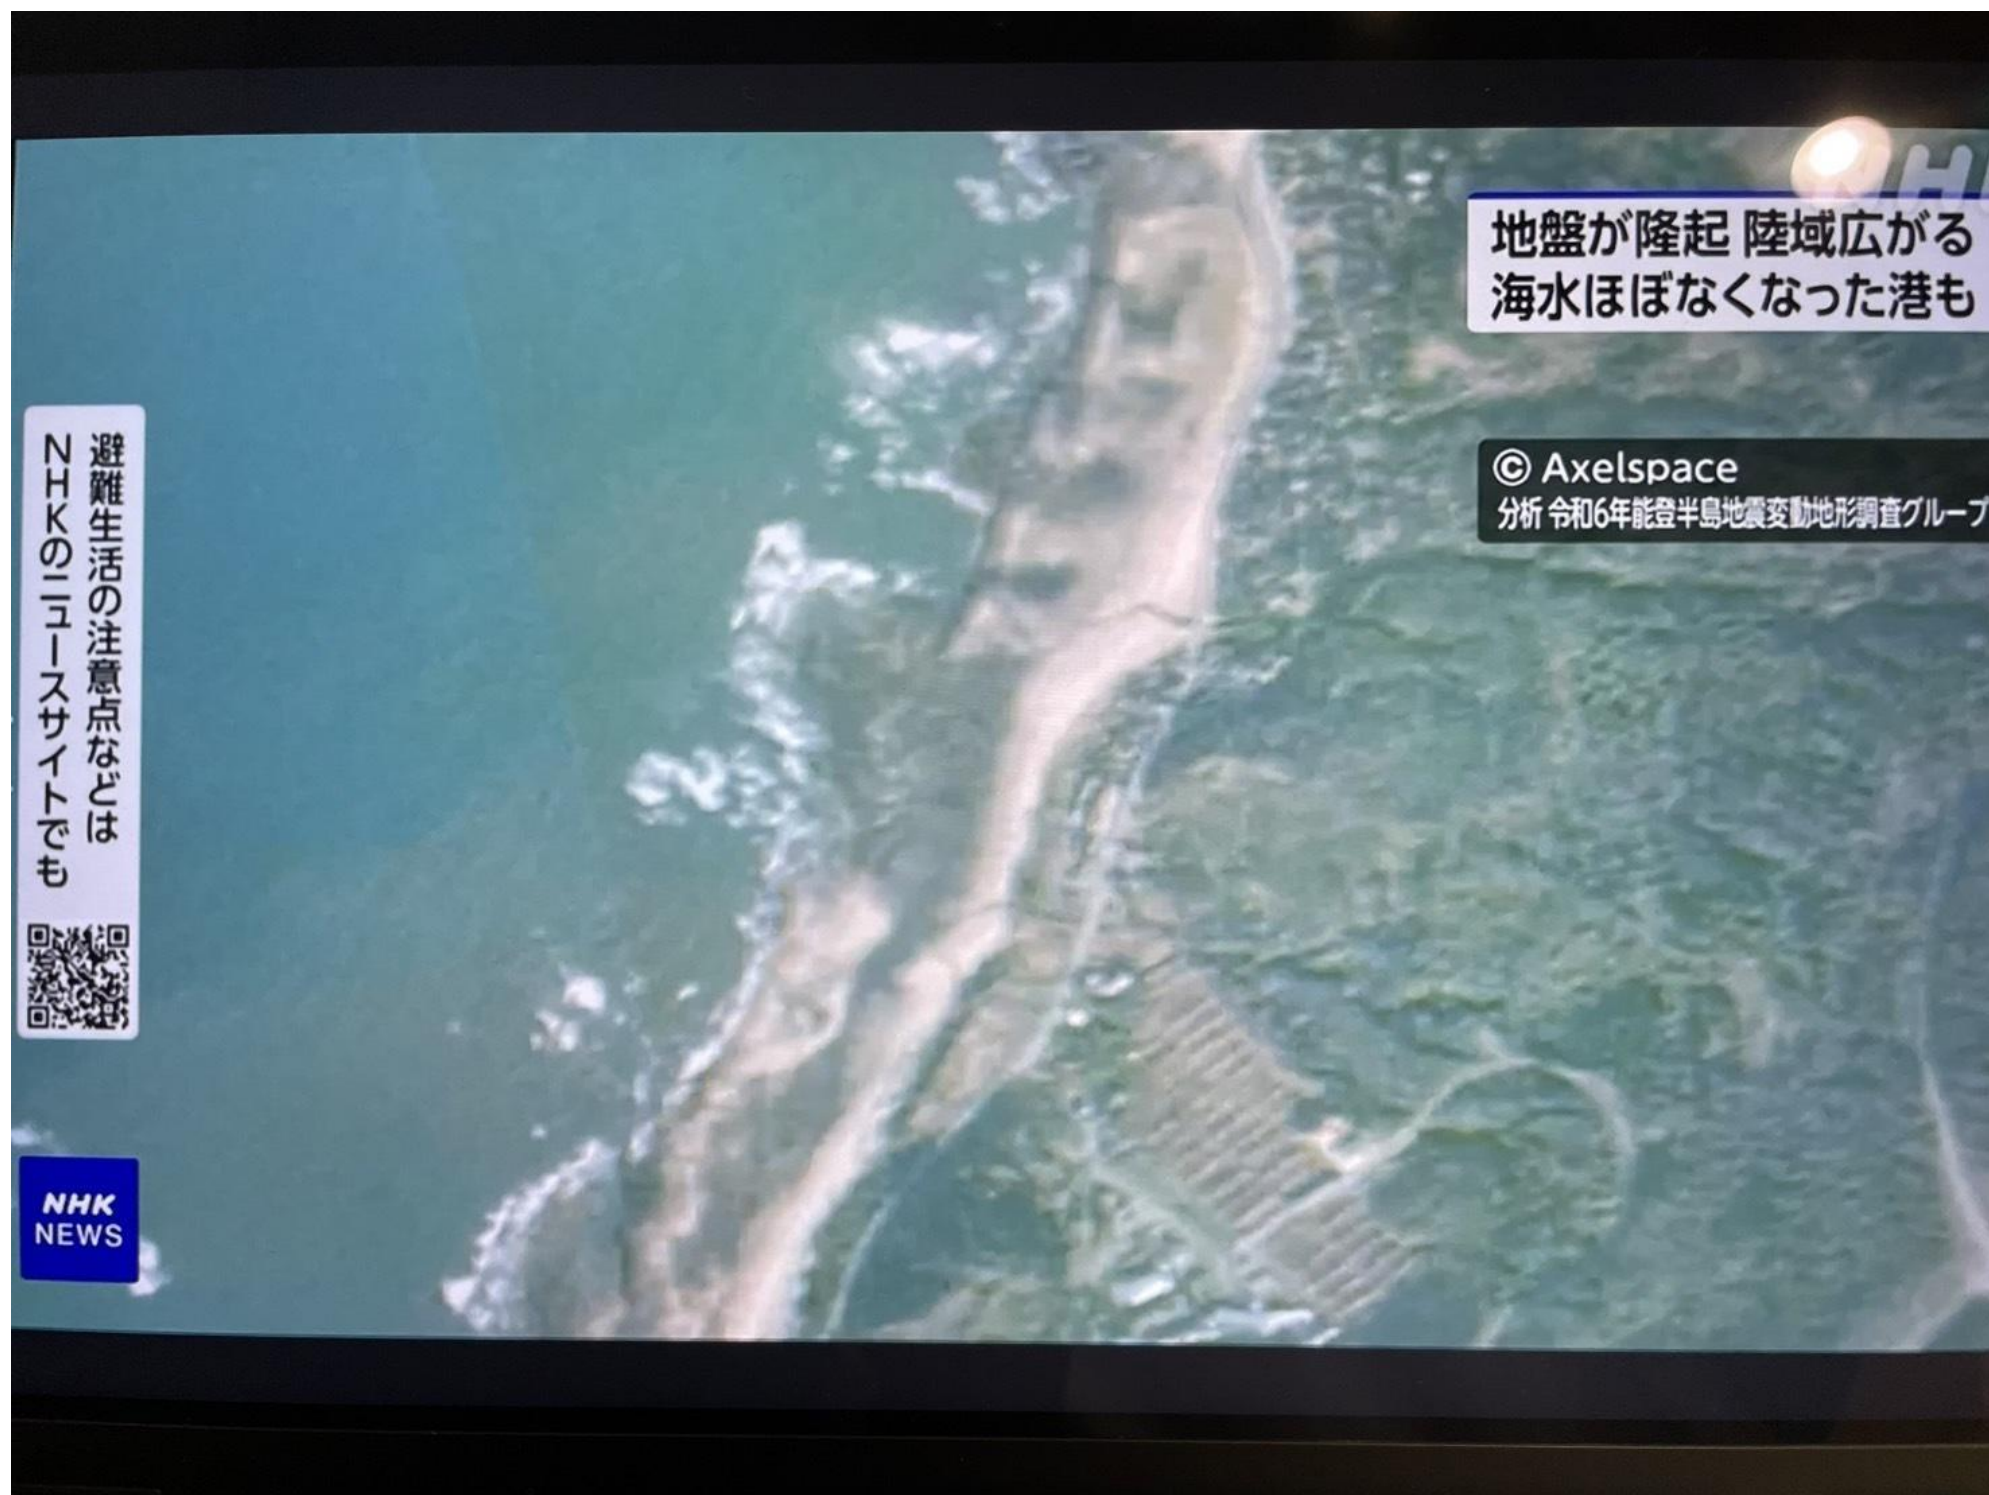 NHK
地盤が隆起 陸域広がる
海水ほぼなくなった港も
© Axelspace
分析 令和6年能登半島地震変動地形調査グループ
避難生活の注意点などは
NHKのニュースサイトでも
NHK
NEWS